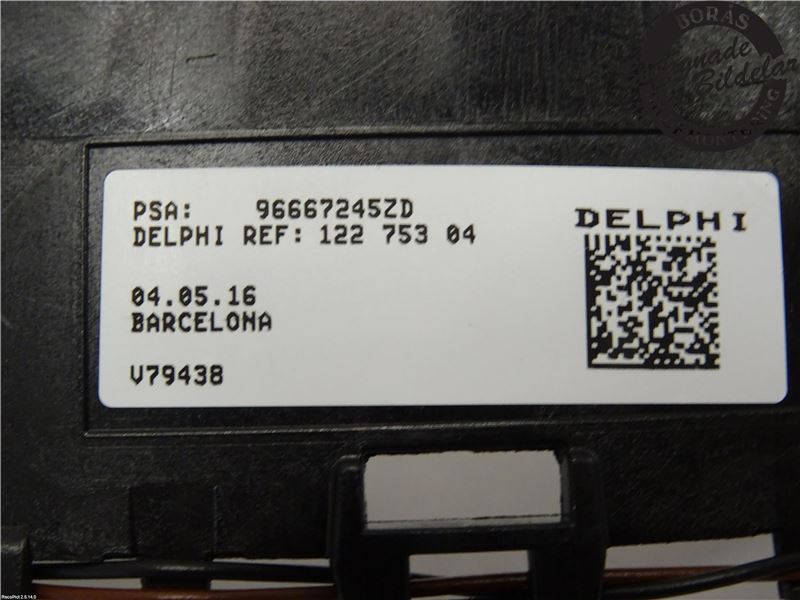 BORÅS
Bildelar
PSA: 96667245ZD
DELPHI REF: 122 753 04
DELPHI
04.05.16
BARCELONA
V79438